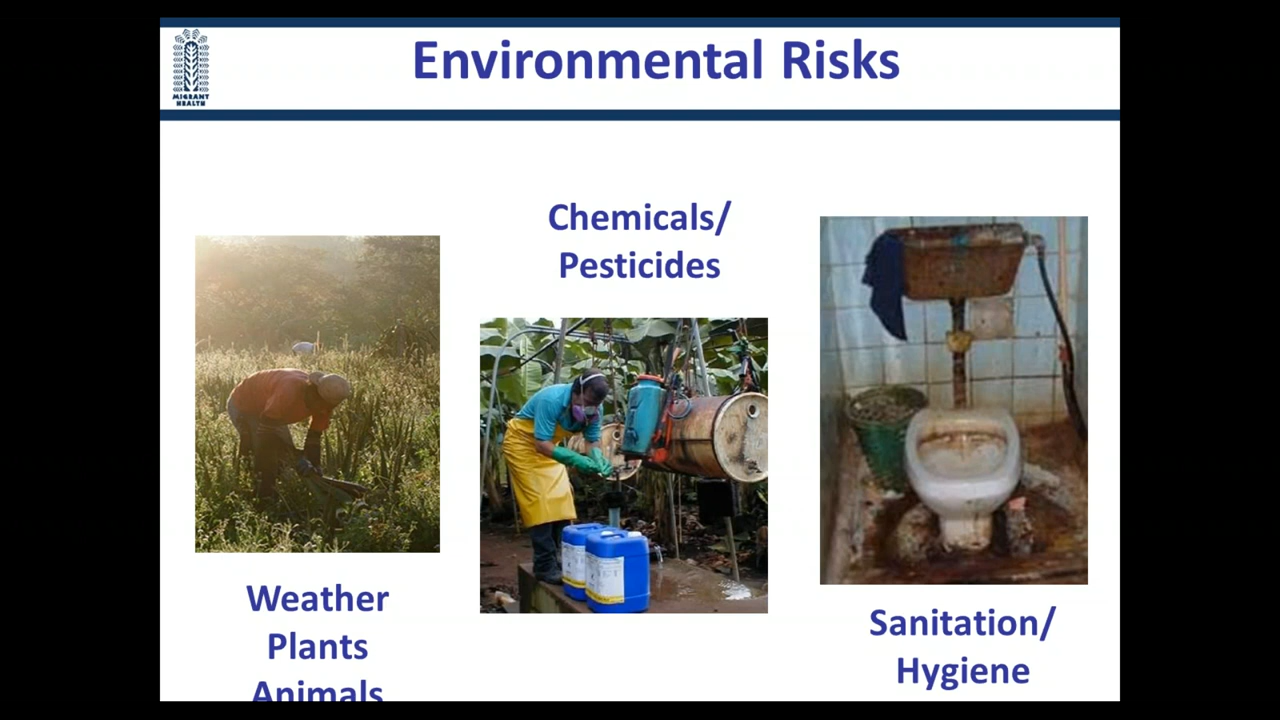 MIGRANT
HEALTH
Environmental Risks
Chemicals/
Pesticides
Weather
Plants
Animals
Sanitation/
Hygiene